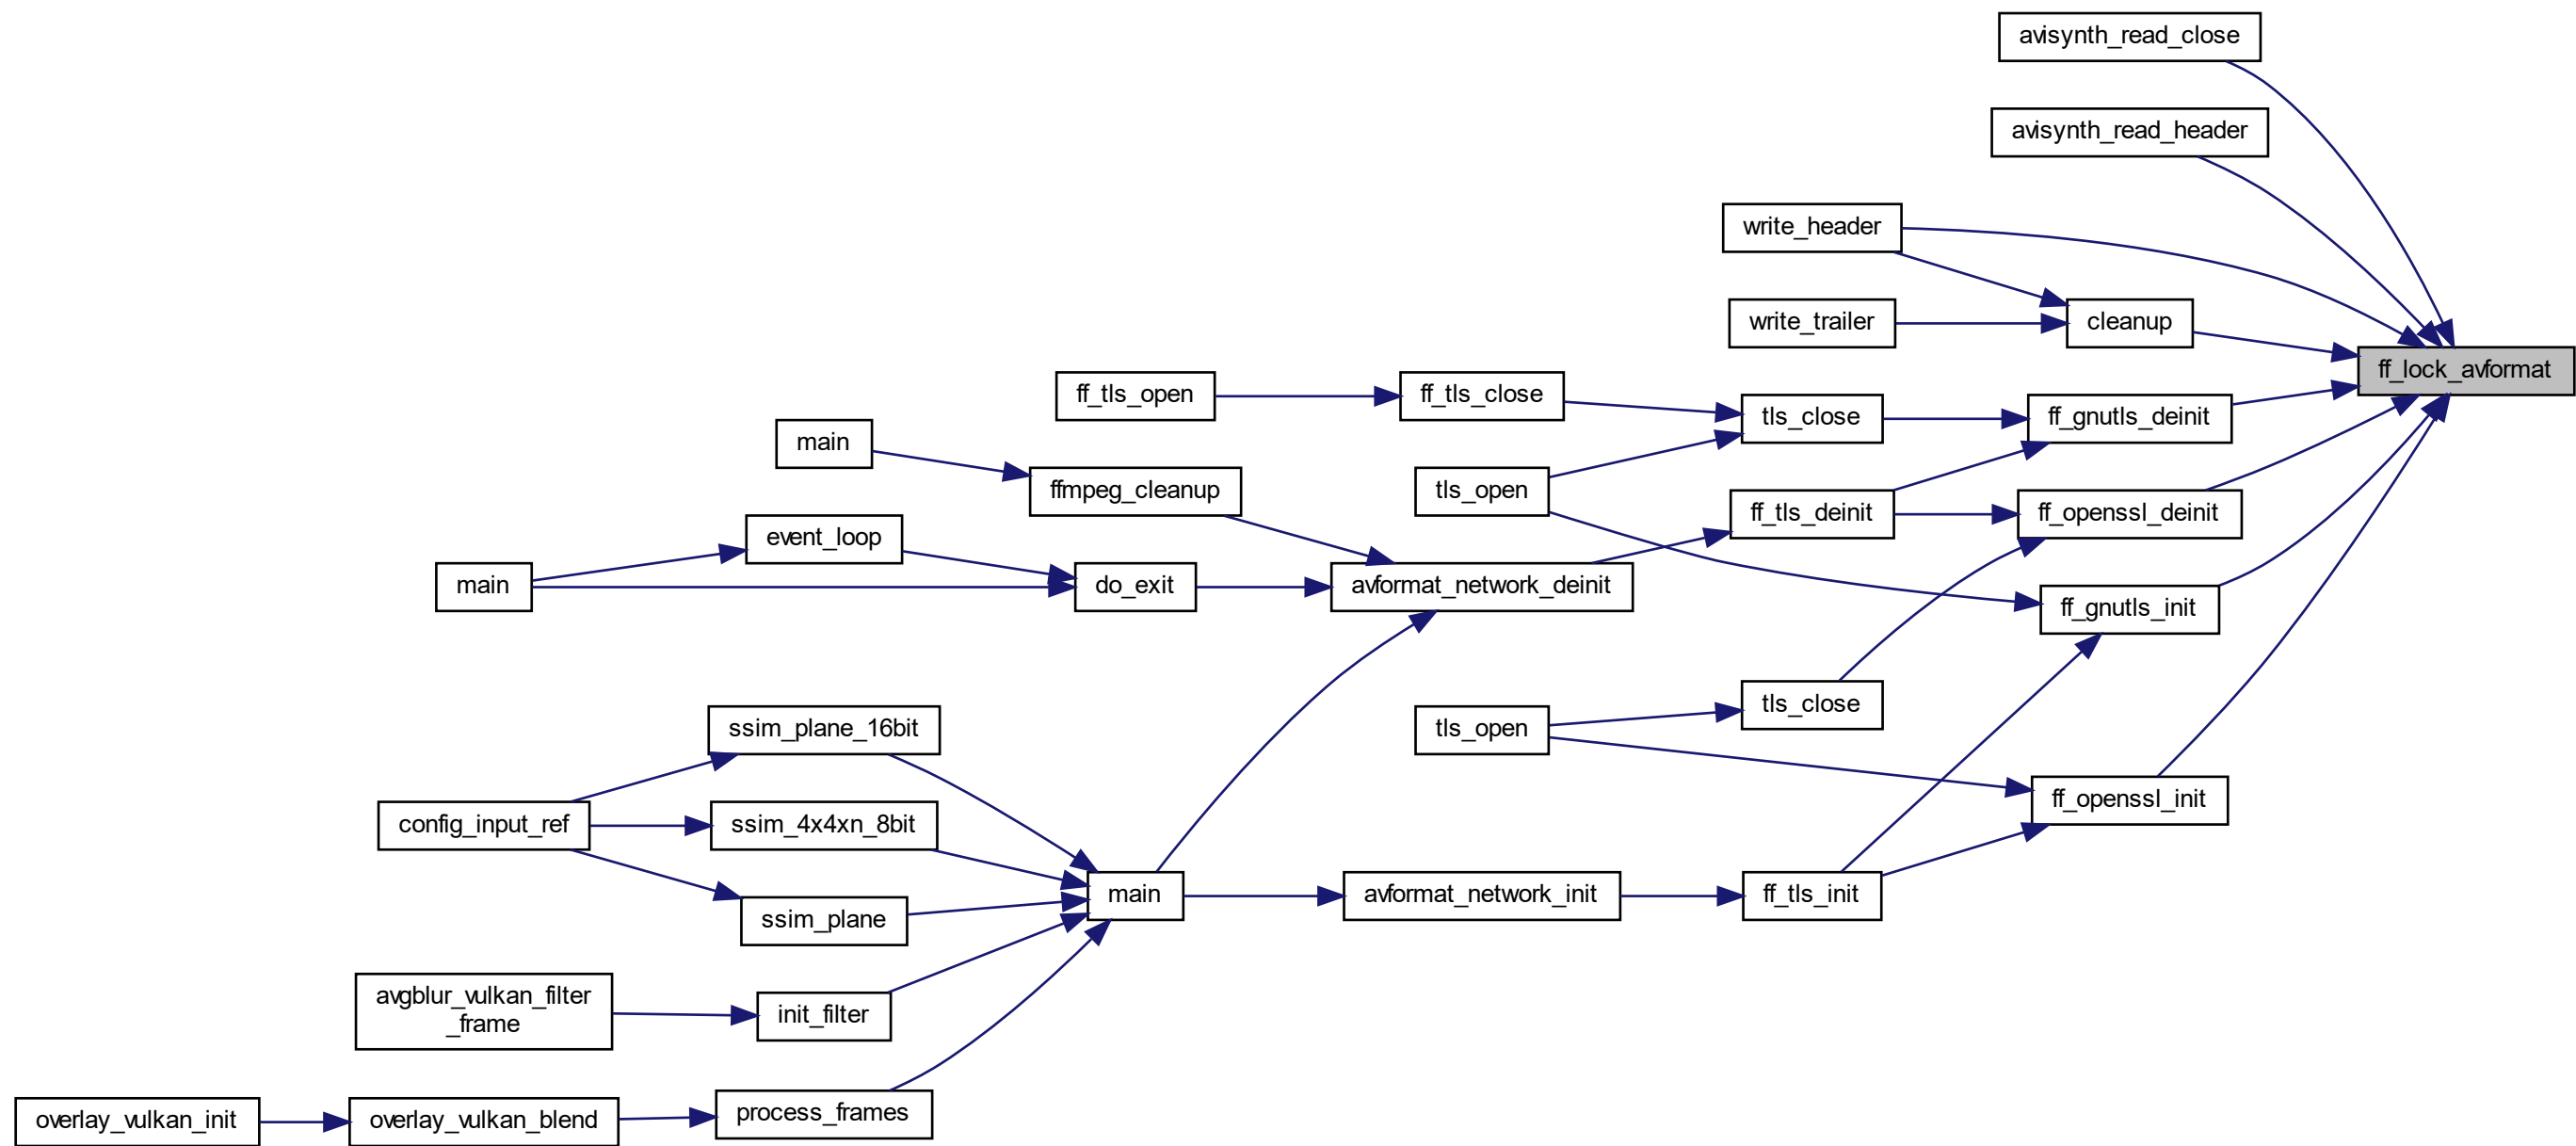 avisynth_read_close
avisynth_read_header
write_header
write_trailer
cleanup
ff_lock_avformat
ff_tls_open
ff_tls_close
tls_close
ff_gnutls_deinit
main
ffmpeg_cleanup
tls_open
ff_tls_deinit
ff_openssl_deinit
event_loop
main
do_exit
avformat_network_deinit
ff_gnutls_init
ssim_plane_16bit
tls_open
tls_close
config_input_ref
ssim_4x4xn_8bit
ff_openssl_init
ssim_plane
main
avformat_network_init
ff_tls_init
avgblur_vulkan_filter
_frame
init_filter
overlay_vulkan_init
overlay_vulkan_blend
process_frames